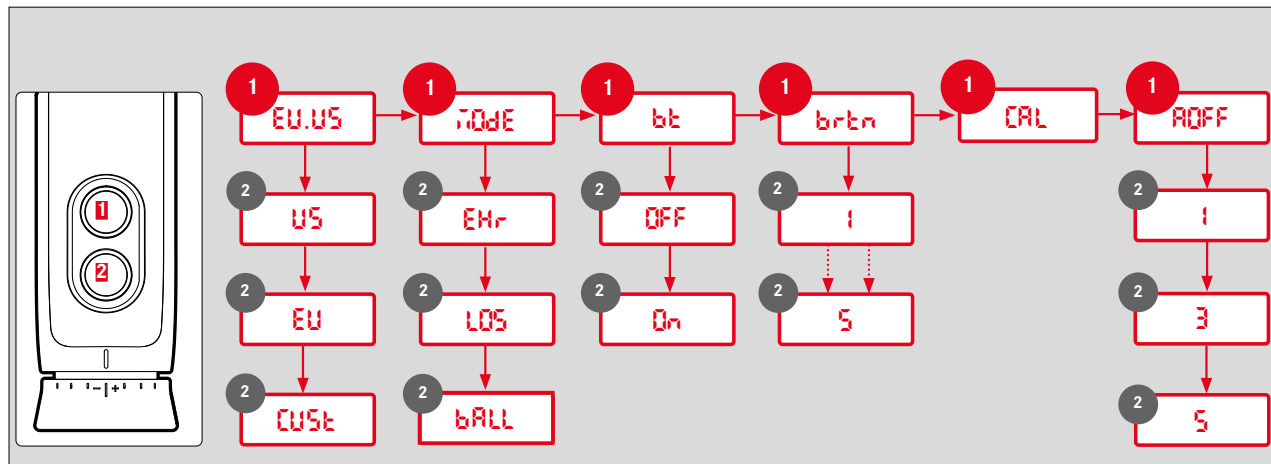 1 1 1 1 1 1
EU.US MOdE bt brtn CAL AOFF
2 2 2 2 2
1 US EHr OFF 1 1
2 2 2 2 2 2
EU LOS On 5 3
- +
2 2 2
CUSt bALL 5